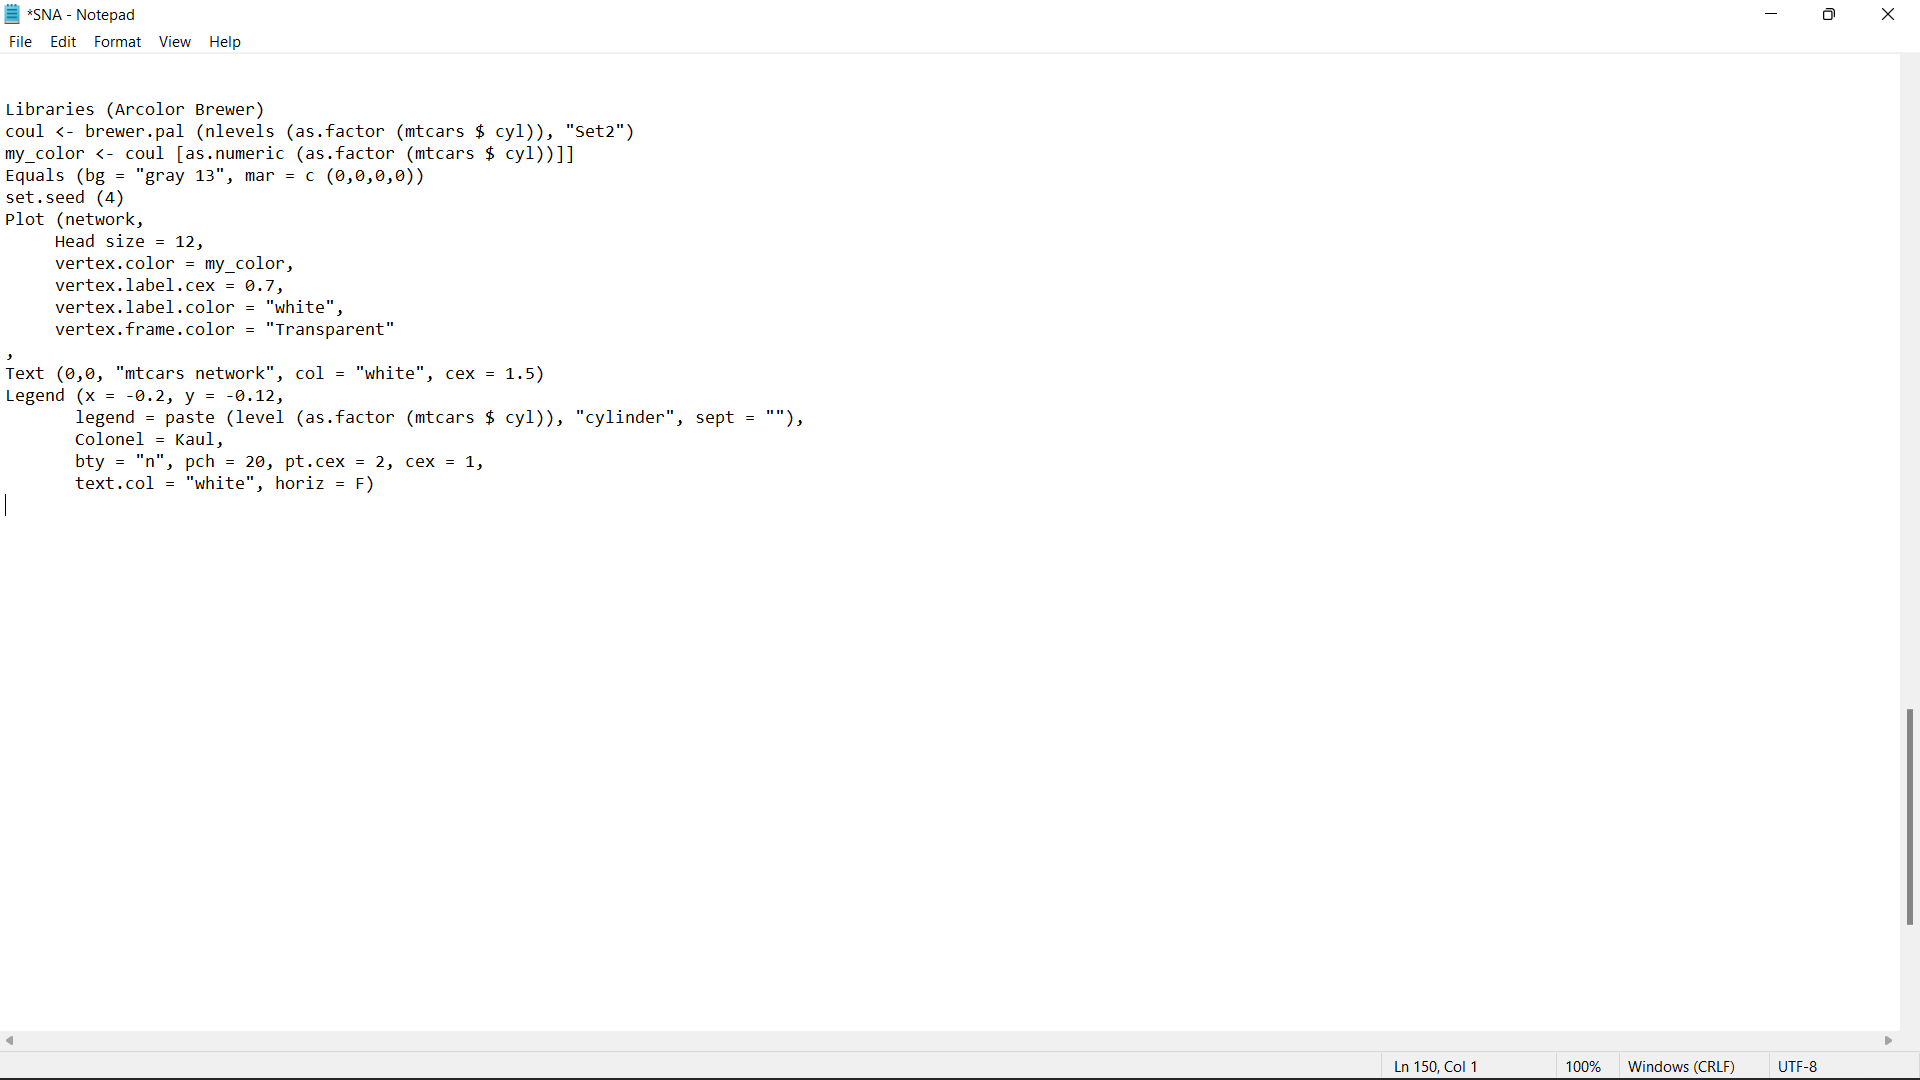 *SNA - Notepad
File Edit Format View Help
Libraries (Arcolor Brewer)
coul <- brewer.pal (nlevels (as.factor (mtcars $ cyl)), "Set2")
my_color <- coul [as.numeric (as.factor (mtcars $ cyl))]]
Equals (bg = "gray 13", mar = c (0,0,0,0))
set.seed (4)
Plot (network,
     Head size = 12,
     vertex.color = my_color,
     vertex.label.cex = 0.7,
     vertex.label.color = "white",
     vertex.frame.color = "Transparent"
,
Text (0,0, "mtcars network", col = "white", cex = 1.5)
Legend (x = -0.2, y = -0.12,
       legend = paste (level (as.factor (mtcars $ cyl)), "cylinder", sept = ""),
       Colonel = Kaul,
       bty = "n", pch = 20, pt.cex = 2, cex = 1,
       text.col = "white", horiz = F)
Ln 150, Col 1 100% Windows (CRLF) UTF-8